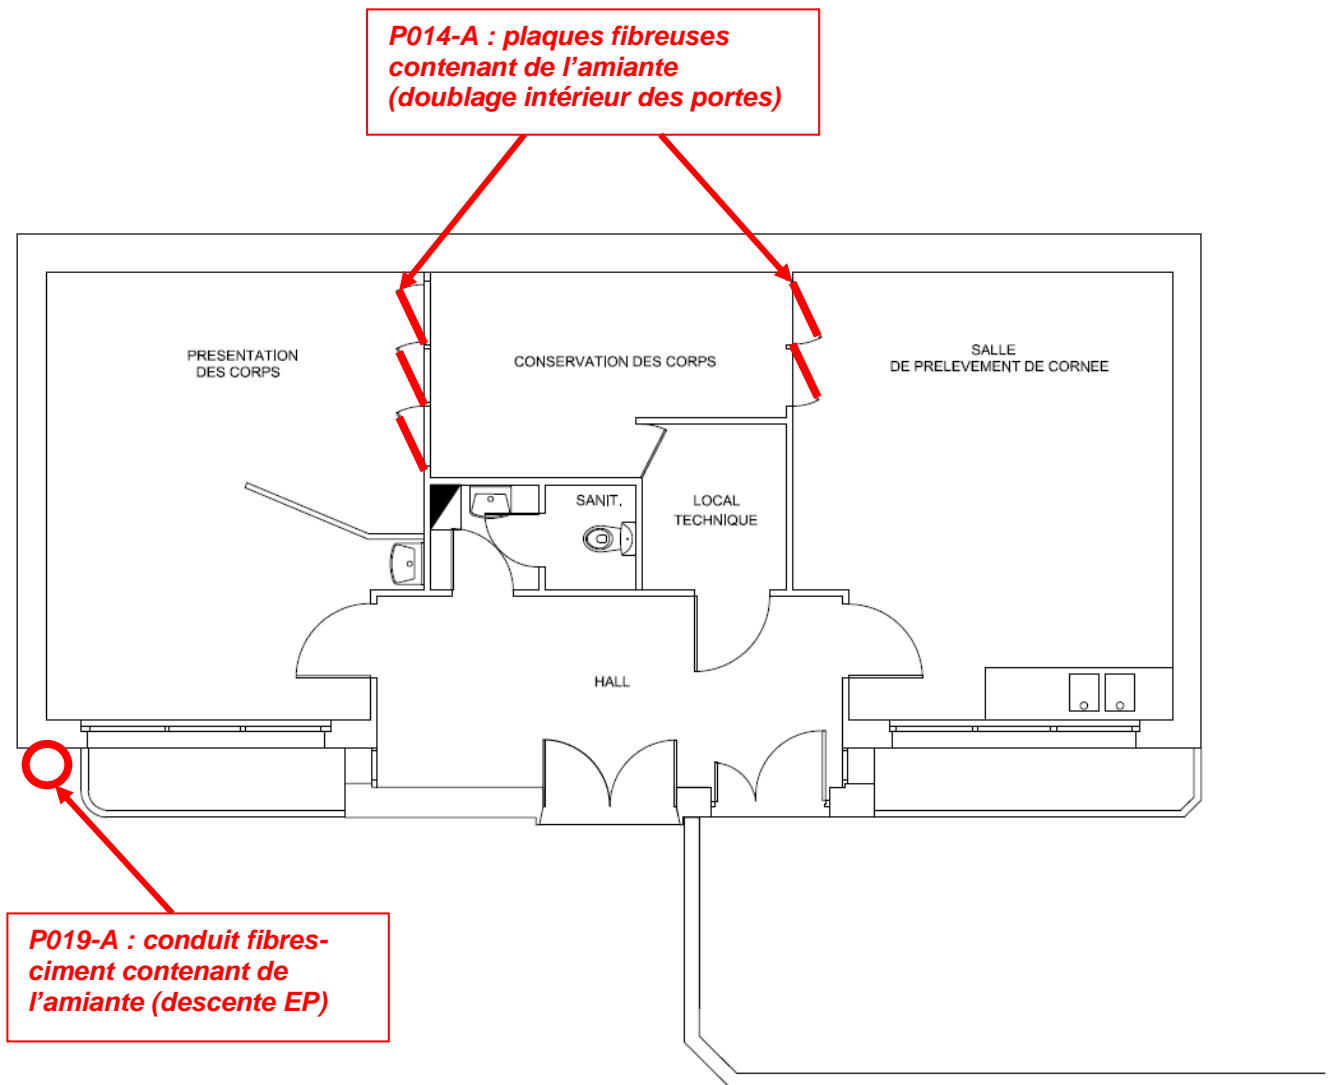 P014-A : plaques fibreuses
contenant de l’amiante
(doublage intérieur des portes)
PRESENTATION
DES CORPS
CONSERVATION DES CORPS
SALLE
DE PRELEVEMENT DE CORNEE
SANIT.
LOCAL
TECHNIQUE
HALL
P019-A : conduit fibres-
ciment contenant de
l’amiante (descente EP)